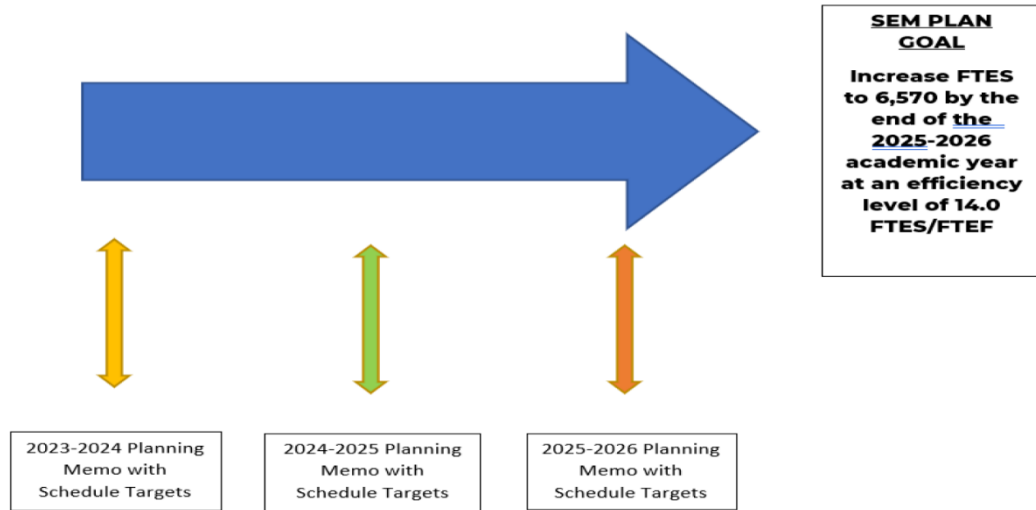 SEM PLAN
GOAL
Increase FTES
to 6,570 by the
end of the
2025-2026
academic year
at an efficiency
level of 14.0
FTES/FTEF
2023-2024 Planning
Memo with
Schedule Targets
2024-2025 Planning
Memo with
Schedule Targets
2025-2026 Planning
Memo with
Schedule Targets